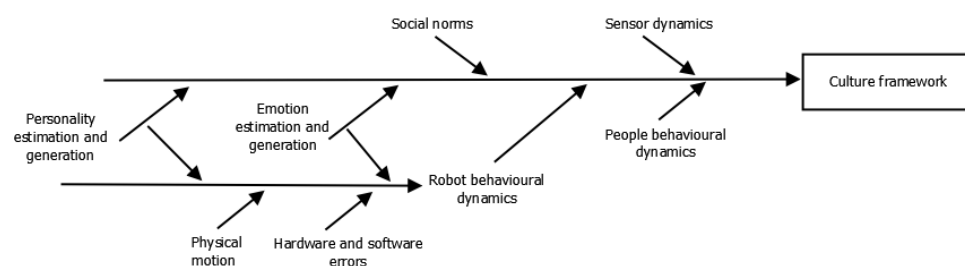 Social norms
Sensor dynamics
Culture framework
Personality
estimation and
generation
Emotion
estimation and
generation
People behavioural
dynamics
Robot behavioural
dynamics
Physical
motion
Hardware and software
errors